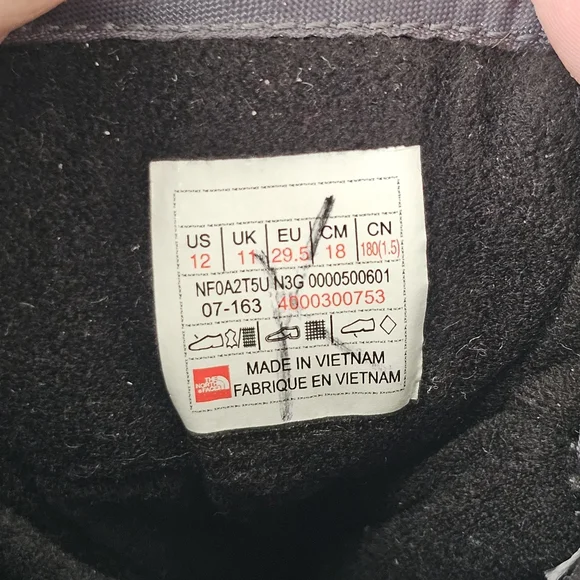 US UK EU CM CN
12 11 29.5 18 180(1.5)
NF0A2T5U N3G 0000500601
07-163 4800300753
THE NORTH FACE
MADE IN VIETNAM
FABRIQUE EN VIETNAM